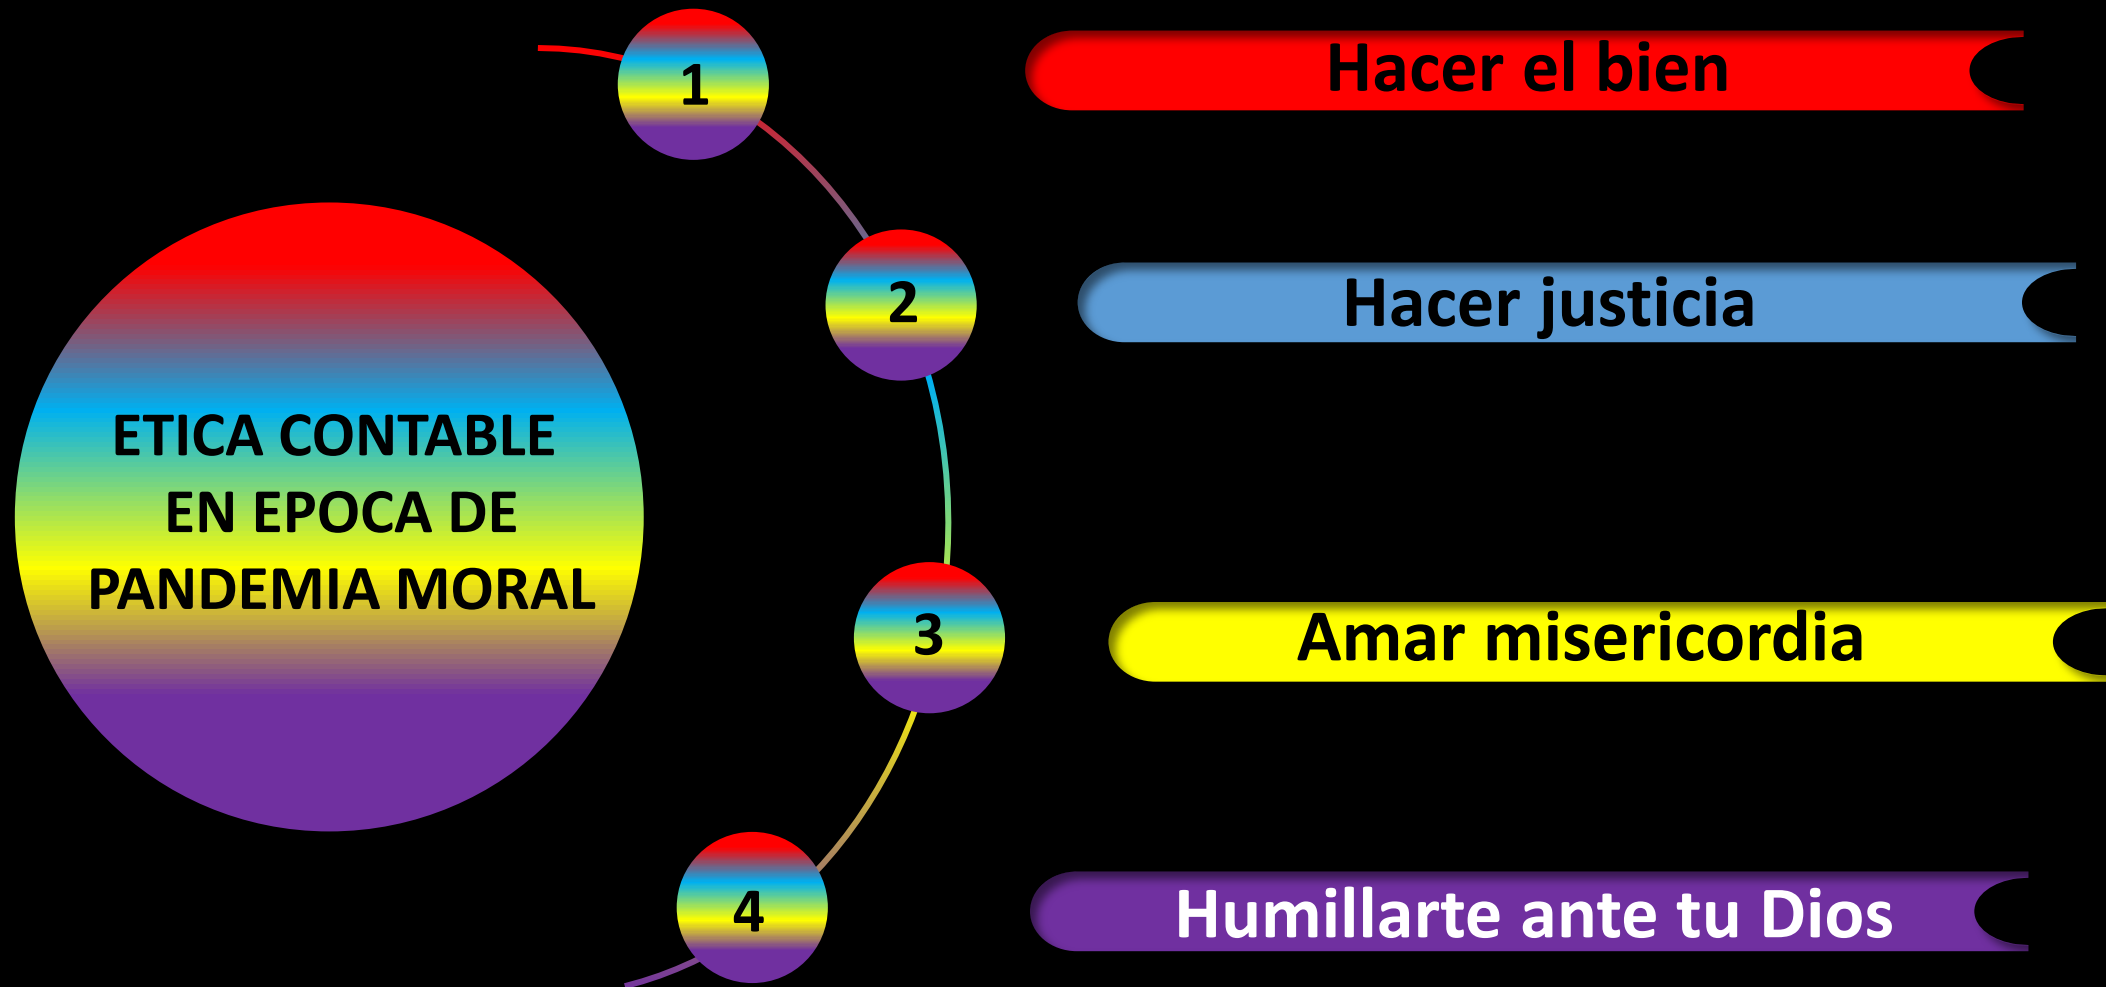 ETICA CONTABLE
EN EPOCA DE
PANDEMIA MORAL
1
Hacer el bien
2
Hacer justicia
3
Amar misericordia
4
Humillarte ante tu Dios